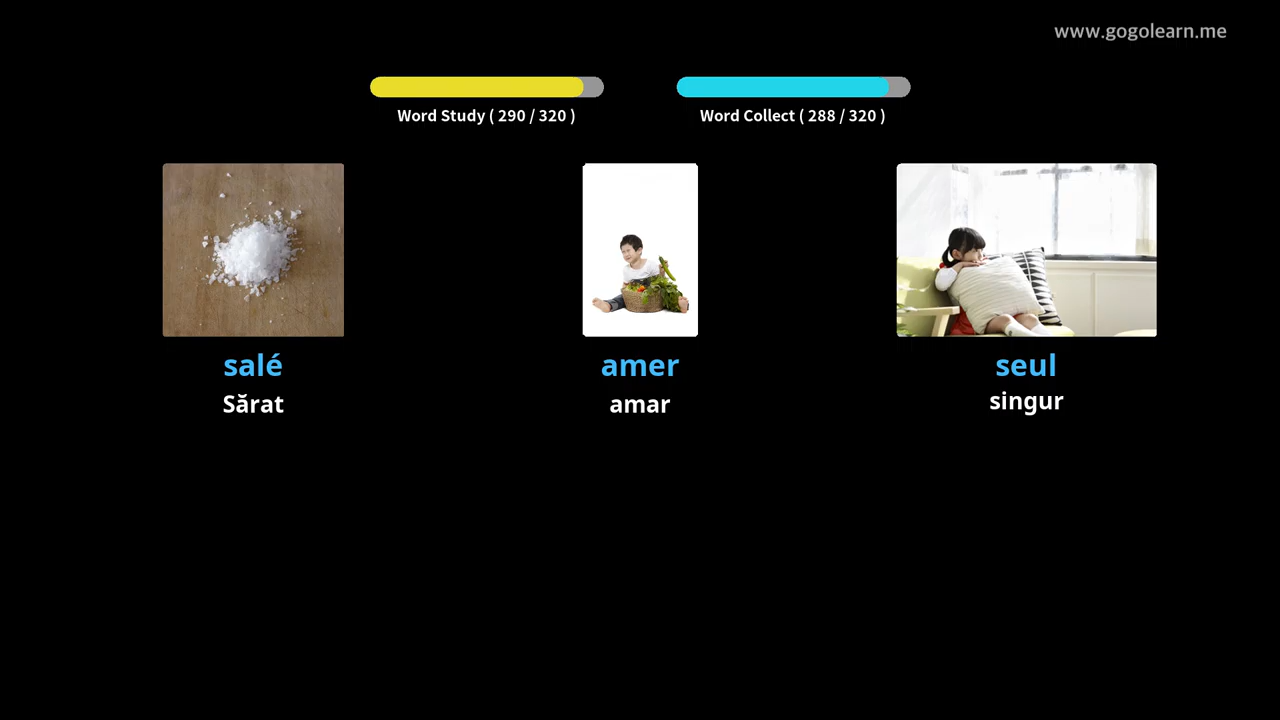 www.gogolearn.me
Word Study ( 290 / 320 )
Word Collect ( 288 / 320 )
salé
amer
seul
Sărat
amar
singur